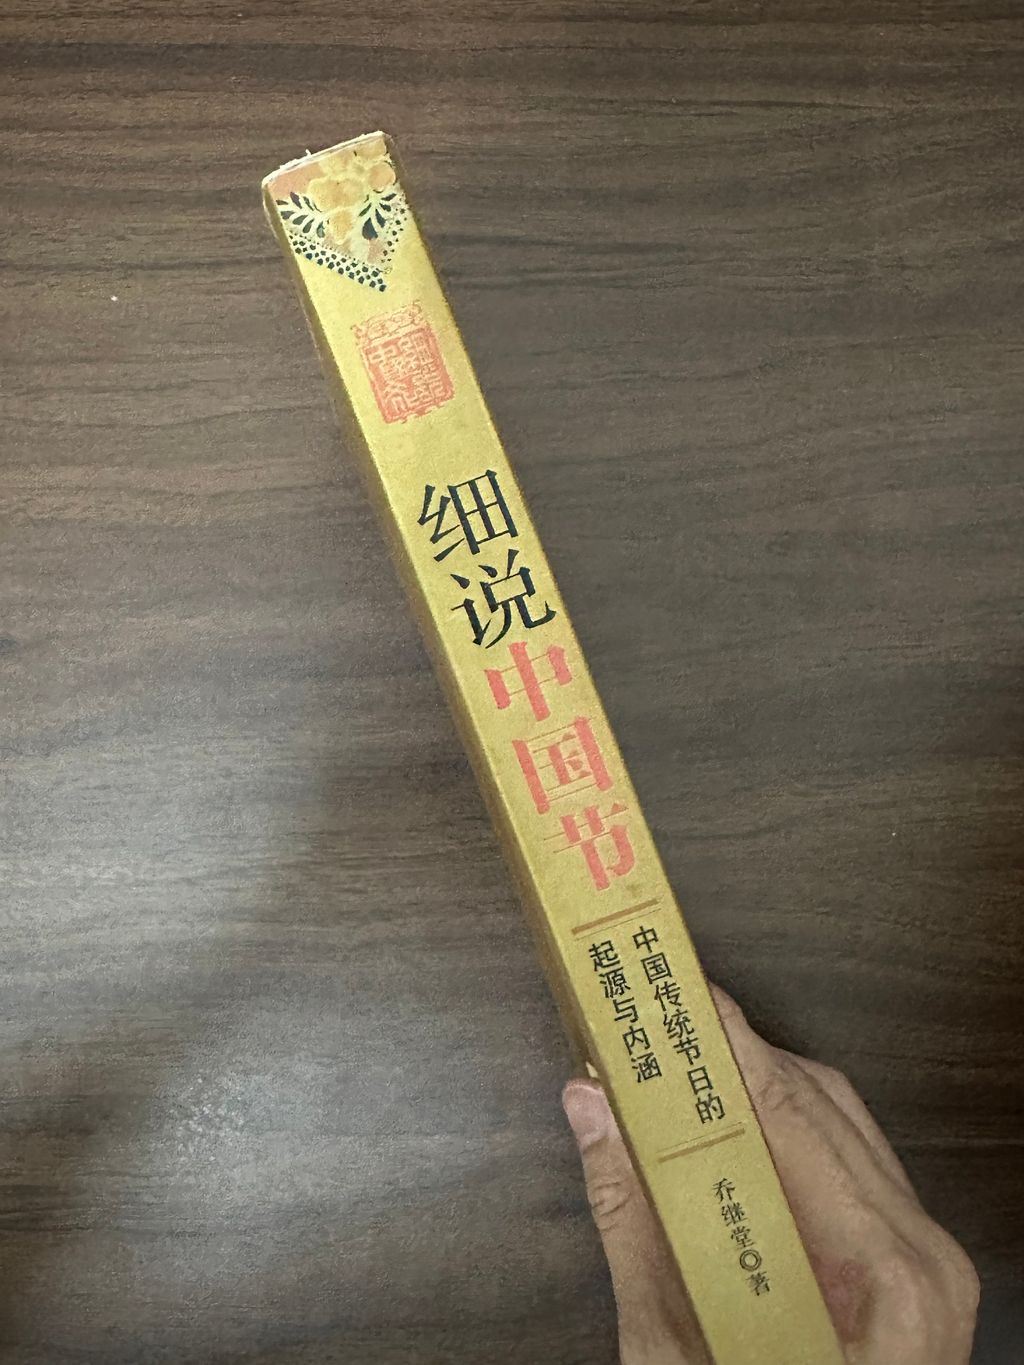 细说中国节
中国传统节日的
起源与内涵
乔继堂◎著